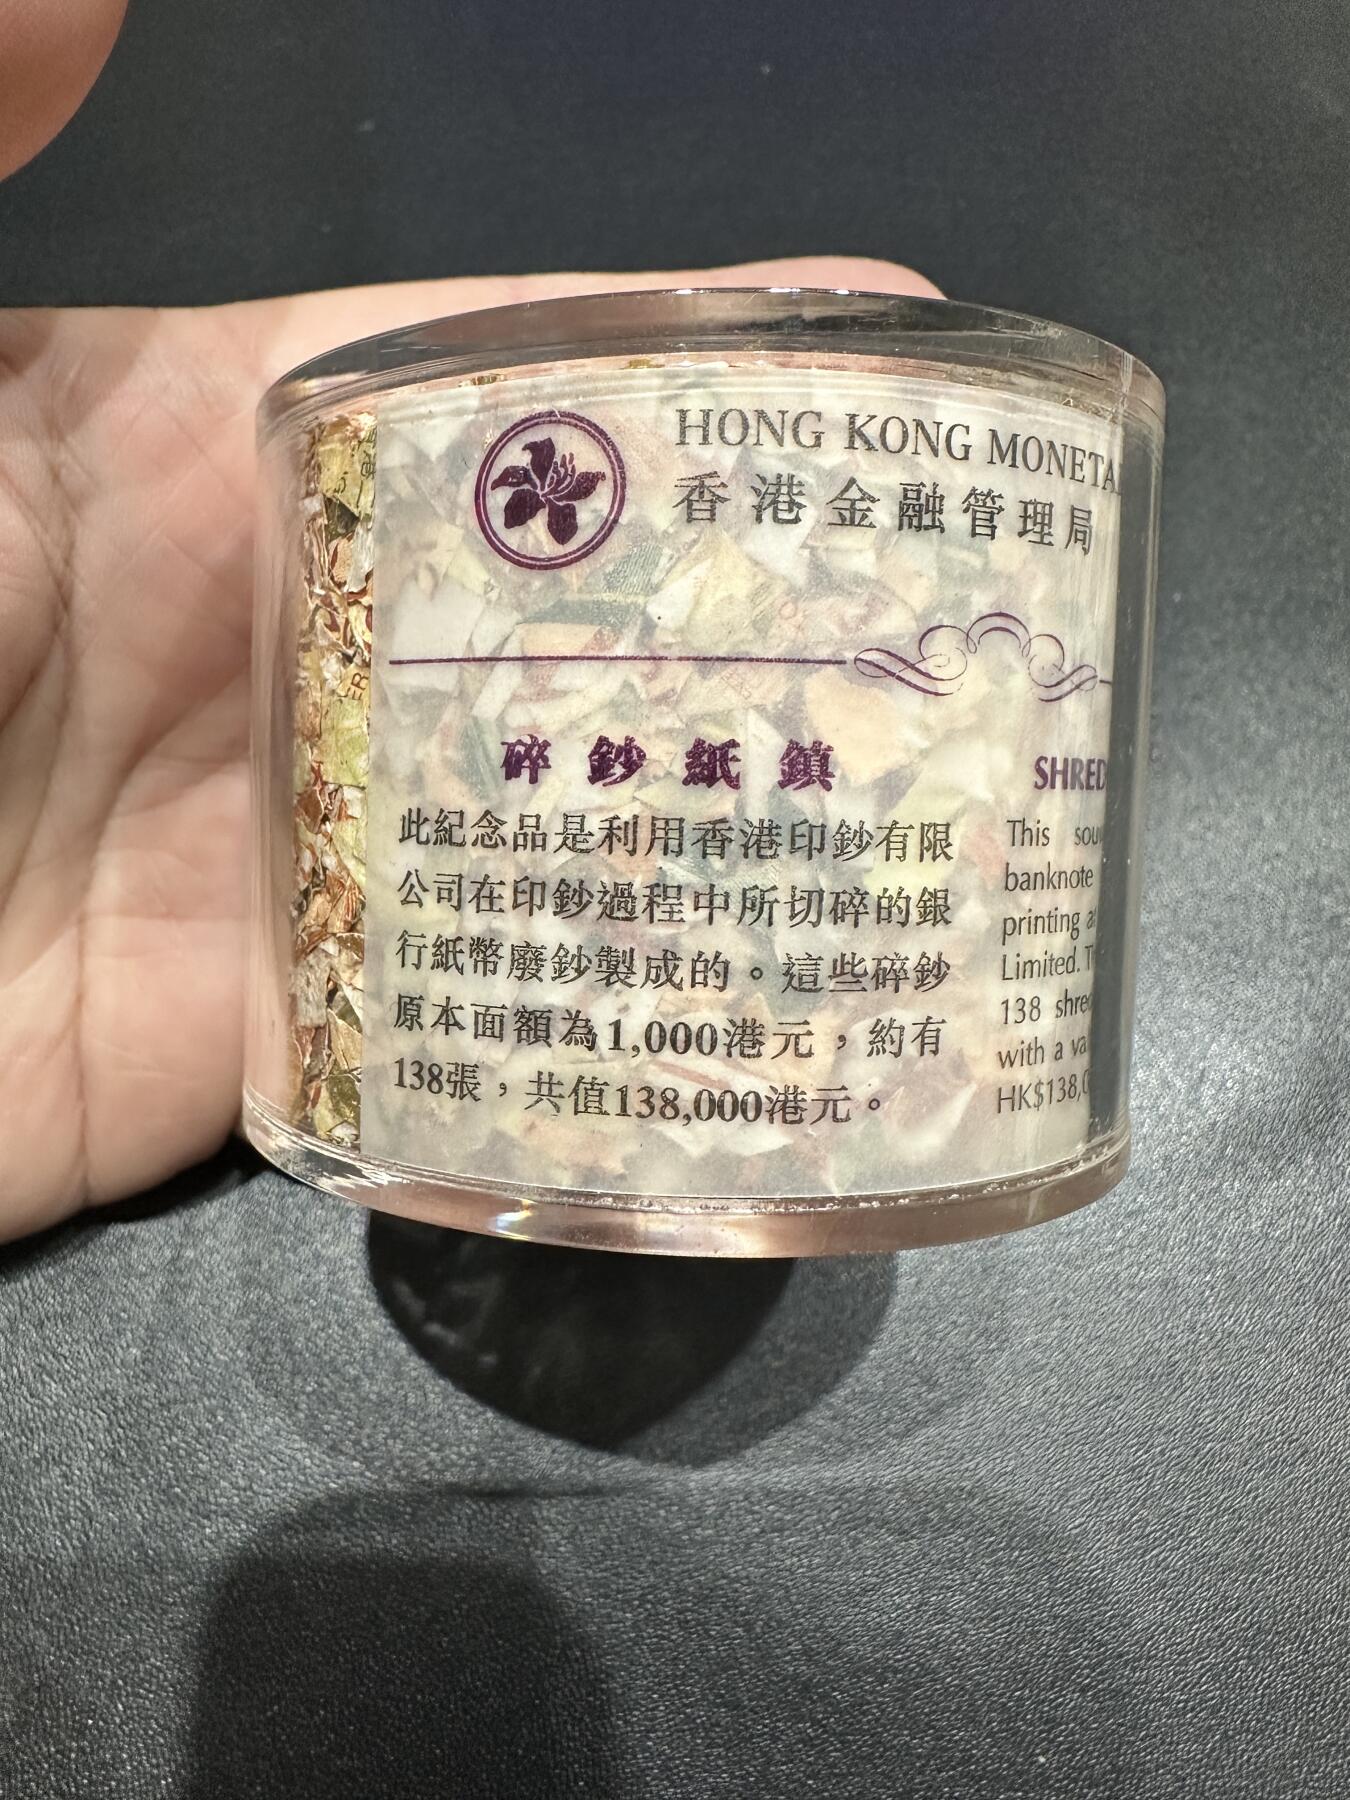 HONG KONG
香港金融管理局
碎鈔紙鎮
此紀念品是利用香港印鈔有限
公司在印鈔過程中所切碎的銀
行紙幣廢鈔製成的。這些碎鈔
原本面額為1,000港元，約有
138張，共值138,000港元。
This
banknote
printing
Limited.
138
with a